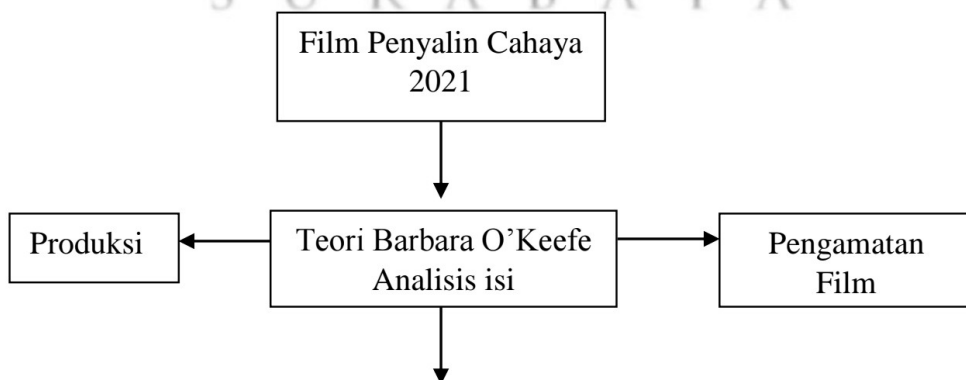 S U R A B A Y A
Film Penyalin Cahaya
2021
Produksi
Teori Barbara O’Keefe
Analisis isi
Pengamatan
Film